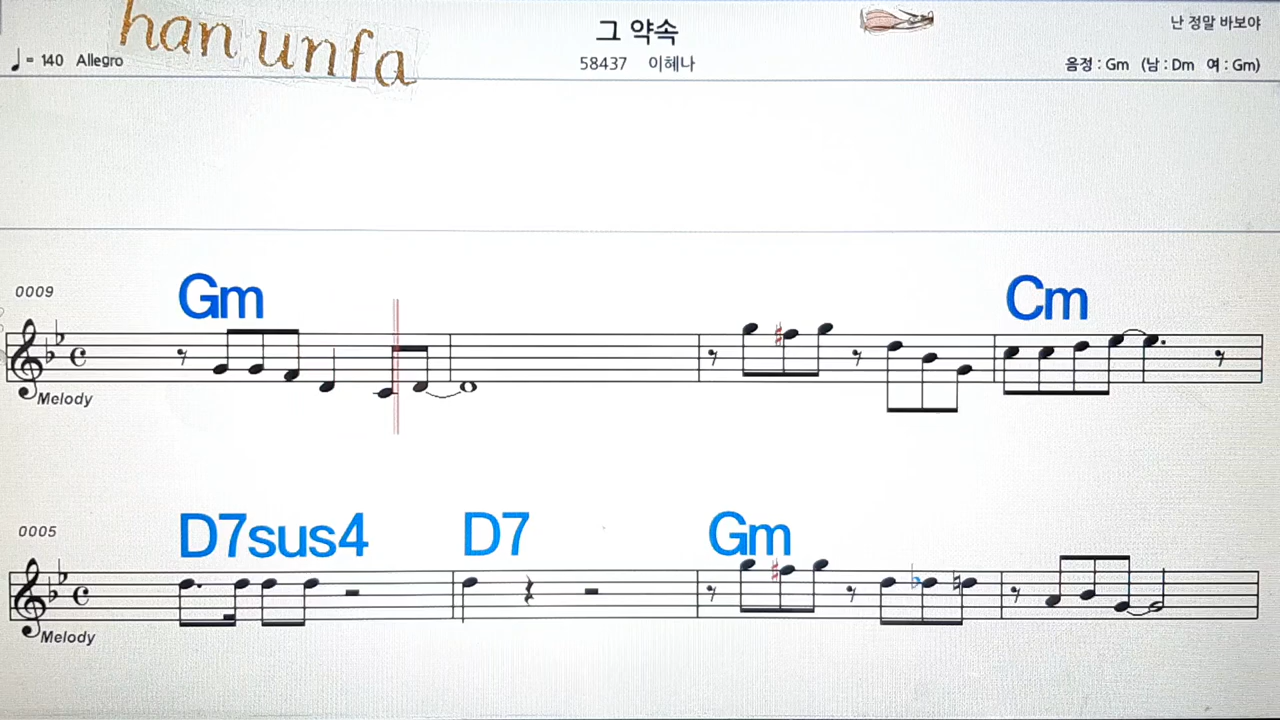 han unfa
그 약속
난 정말 바보야
♩= 140 Allegro
58437 이혜나
음정 : Gm (남 : Dm 여 : Gm)
0009
Gm
Cm
Melody
0005
D7sus4 D7 Gm
Melody